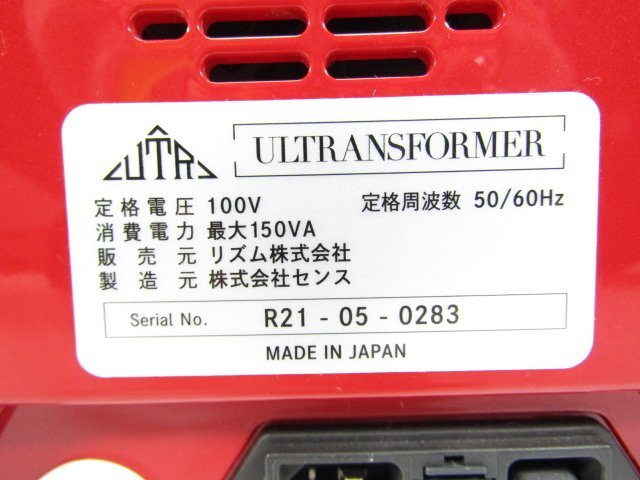 UTRS ULTRANSFORMER
定格電圧 100V 定格周波数 50/60Hz
消費電力 最大150VA
販売元 リズム株式会社
製造元 株式会社センス
Serial No. R21 - 05 - 0283
MADE IN JAPAN